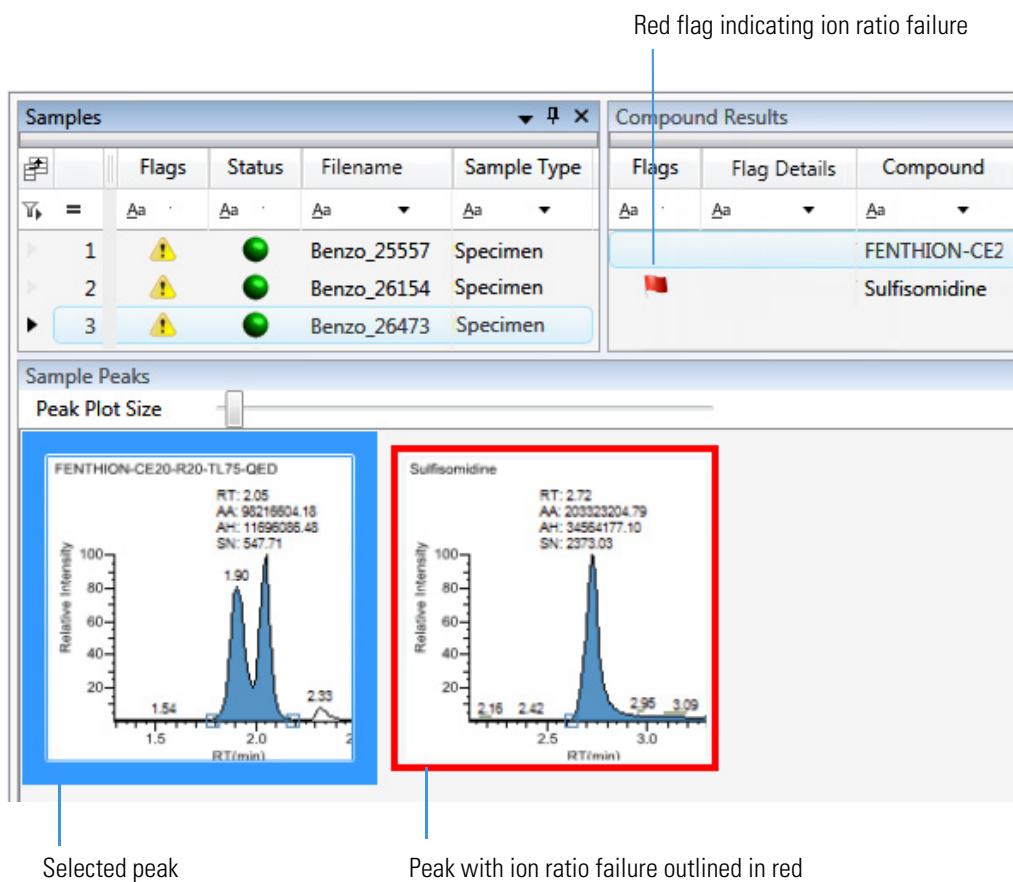 Red flag indicating ion ratio failure
Samples
Compound Results
Flags Status Filename Sample Type
Flags Flag Details Compound
= Aa Aa Aa Aa
Aa Aa Aa
1 Benzo_25557 Specimen
FENTHION-CE2
2 Benzo_26154 Specimen
Sulfisomidine
3 Benzo_26473 Specimen
Sample Peaks
Peak Plot Size
FENTHION-CE20-R20-TL75-QED
RT: 2.05
AA: 98216604.18
AH: 11696086.48
SN: 547.71
Relative Intensity
100
80
60
40
20
1.90
1.54
2.33
1.5 2.0 2
RT(min)
Sulfisomidine
RT: 2.72
AA: 203323204.79
AH: 34564177.10
SN: 2373.03
Relative Intensity
100
80
60
40
20
2.16 2.42 2.95 3.09
2.5 3.0
RT(min)
Selected peak
Peak with ion ratio failure outlined in red